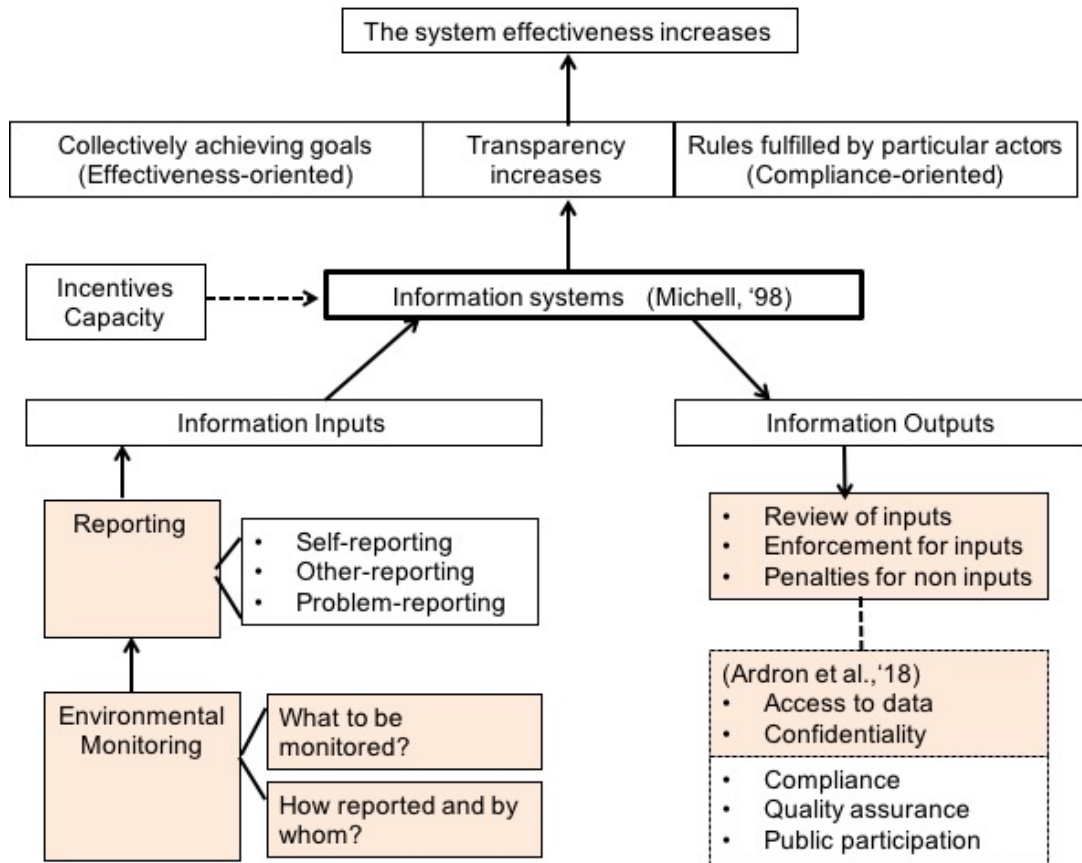 The system effectiveness increases
Collectively achieving goals
(Effectiveness-oriented)
Transparency
increases
Rules fulfilled by particular actors
(Compliance-oriented)
Incentives
Capacity
Information systems (Michell, ‘98)
Information Inputs
Information Outputs
Reporting
• Self-reporting
• Other-reporting
• Problem-reporting
• Review of inputs
• Enforcement for inputs
• Penalties for non inputs
Environmental
Monitoring
What to be
monitored?
How reported and by
whom?
(Ardron et al.,‘18)
• Access to data
• Confidentiality
• Compliance
• Quality assurance
• Public participation